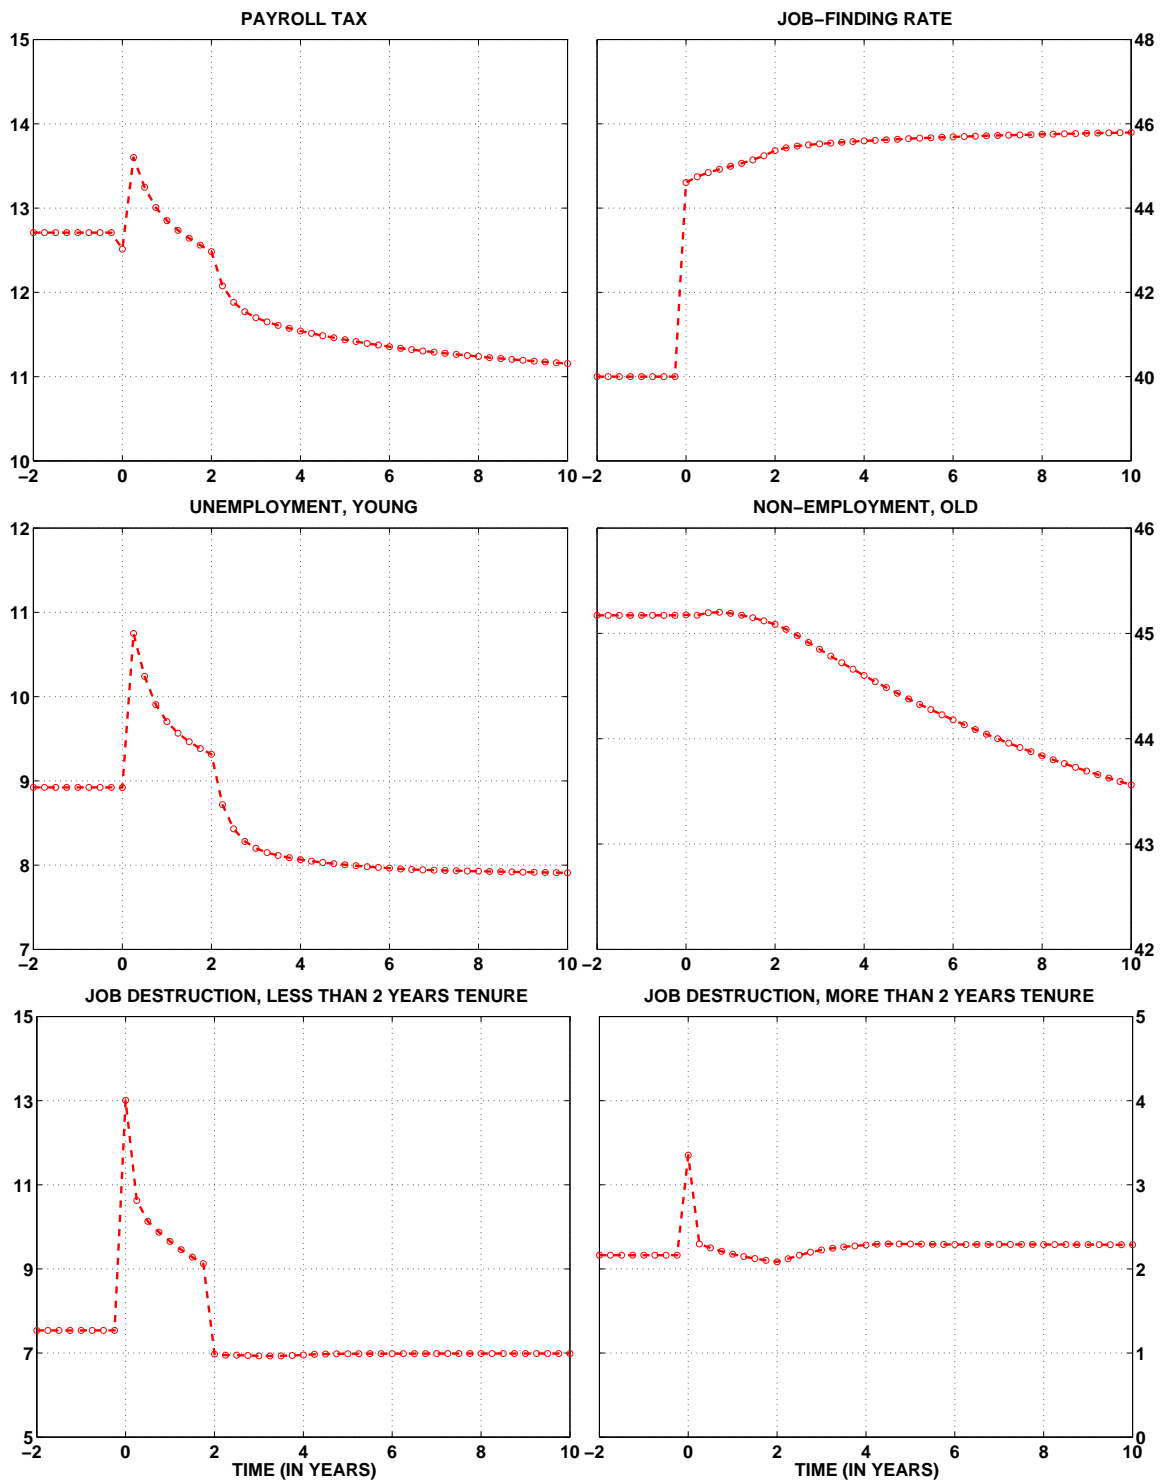 PAYROLL TAX
15
14
13
12
11
10
−2 0 2 4 6 8 10
JOB−FINDING RATE
48
46
44
42
40
−2 0 2 4 6 8 10
UNEMPLOYMENT, YOUNG
12
11
10
9
8
7
−2 0 2 4 6 8 10
NON−EMPLOYMENT, OLD
46
45
44
43
42
−2 0 2 4 6 8 10
JOB DESTRUCTION, LESS THAN 2 YEARS TENURE
15
13
11
9
7
5
−2 0 2 4 6 8 10
TIME (IN YEARS)
JOB DESTRUCTION, MORE THAN 2 YEARS TENURE
5
4
3
2
1
0
−2 0 2 4 6 8 10
TIME (IN YEARS)